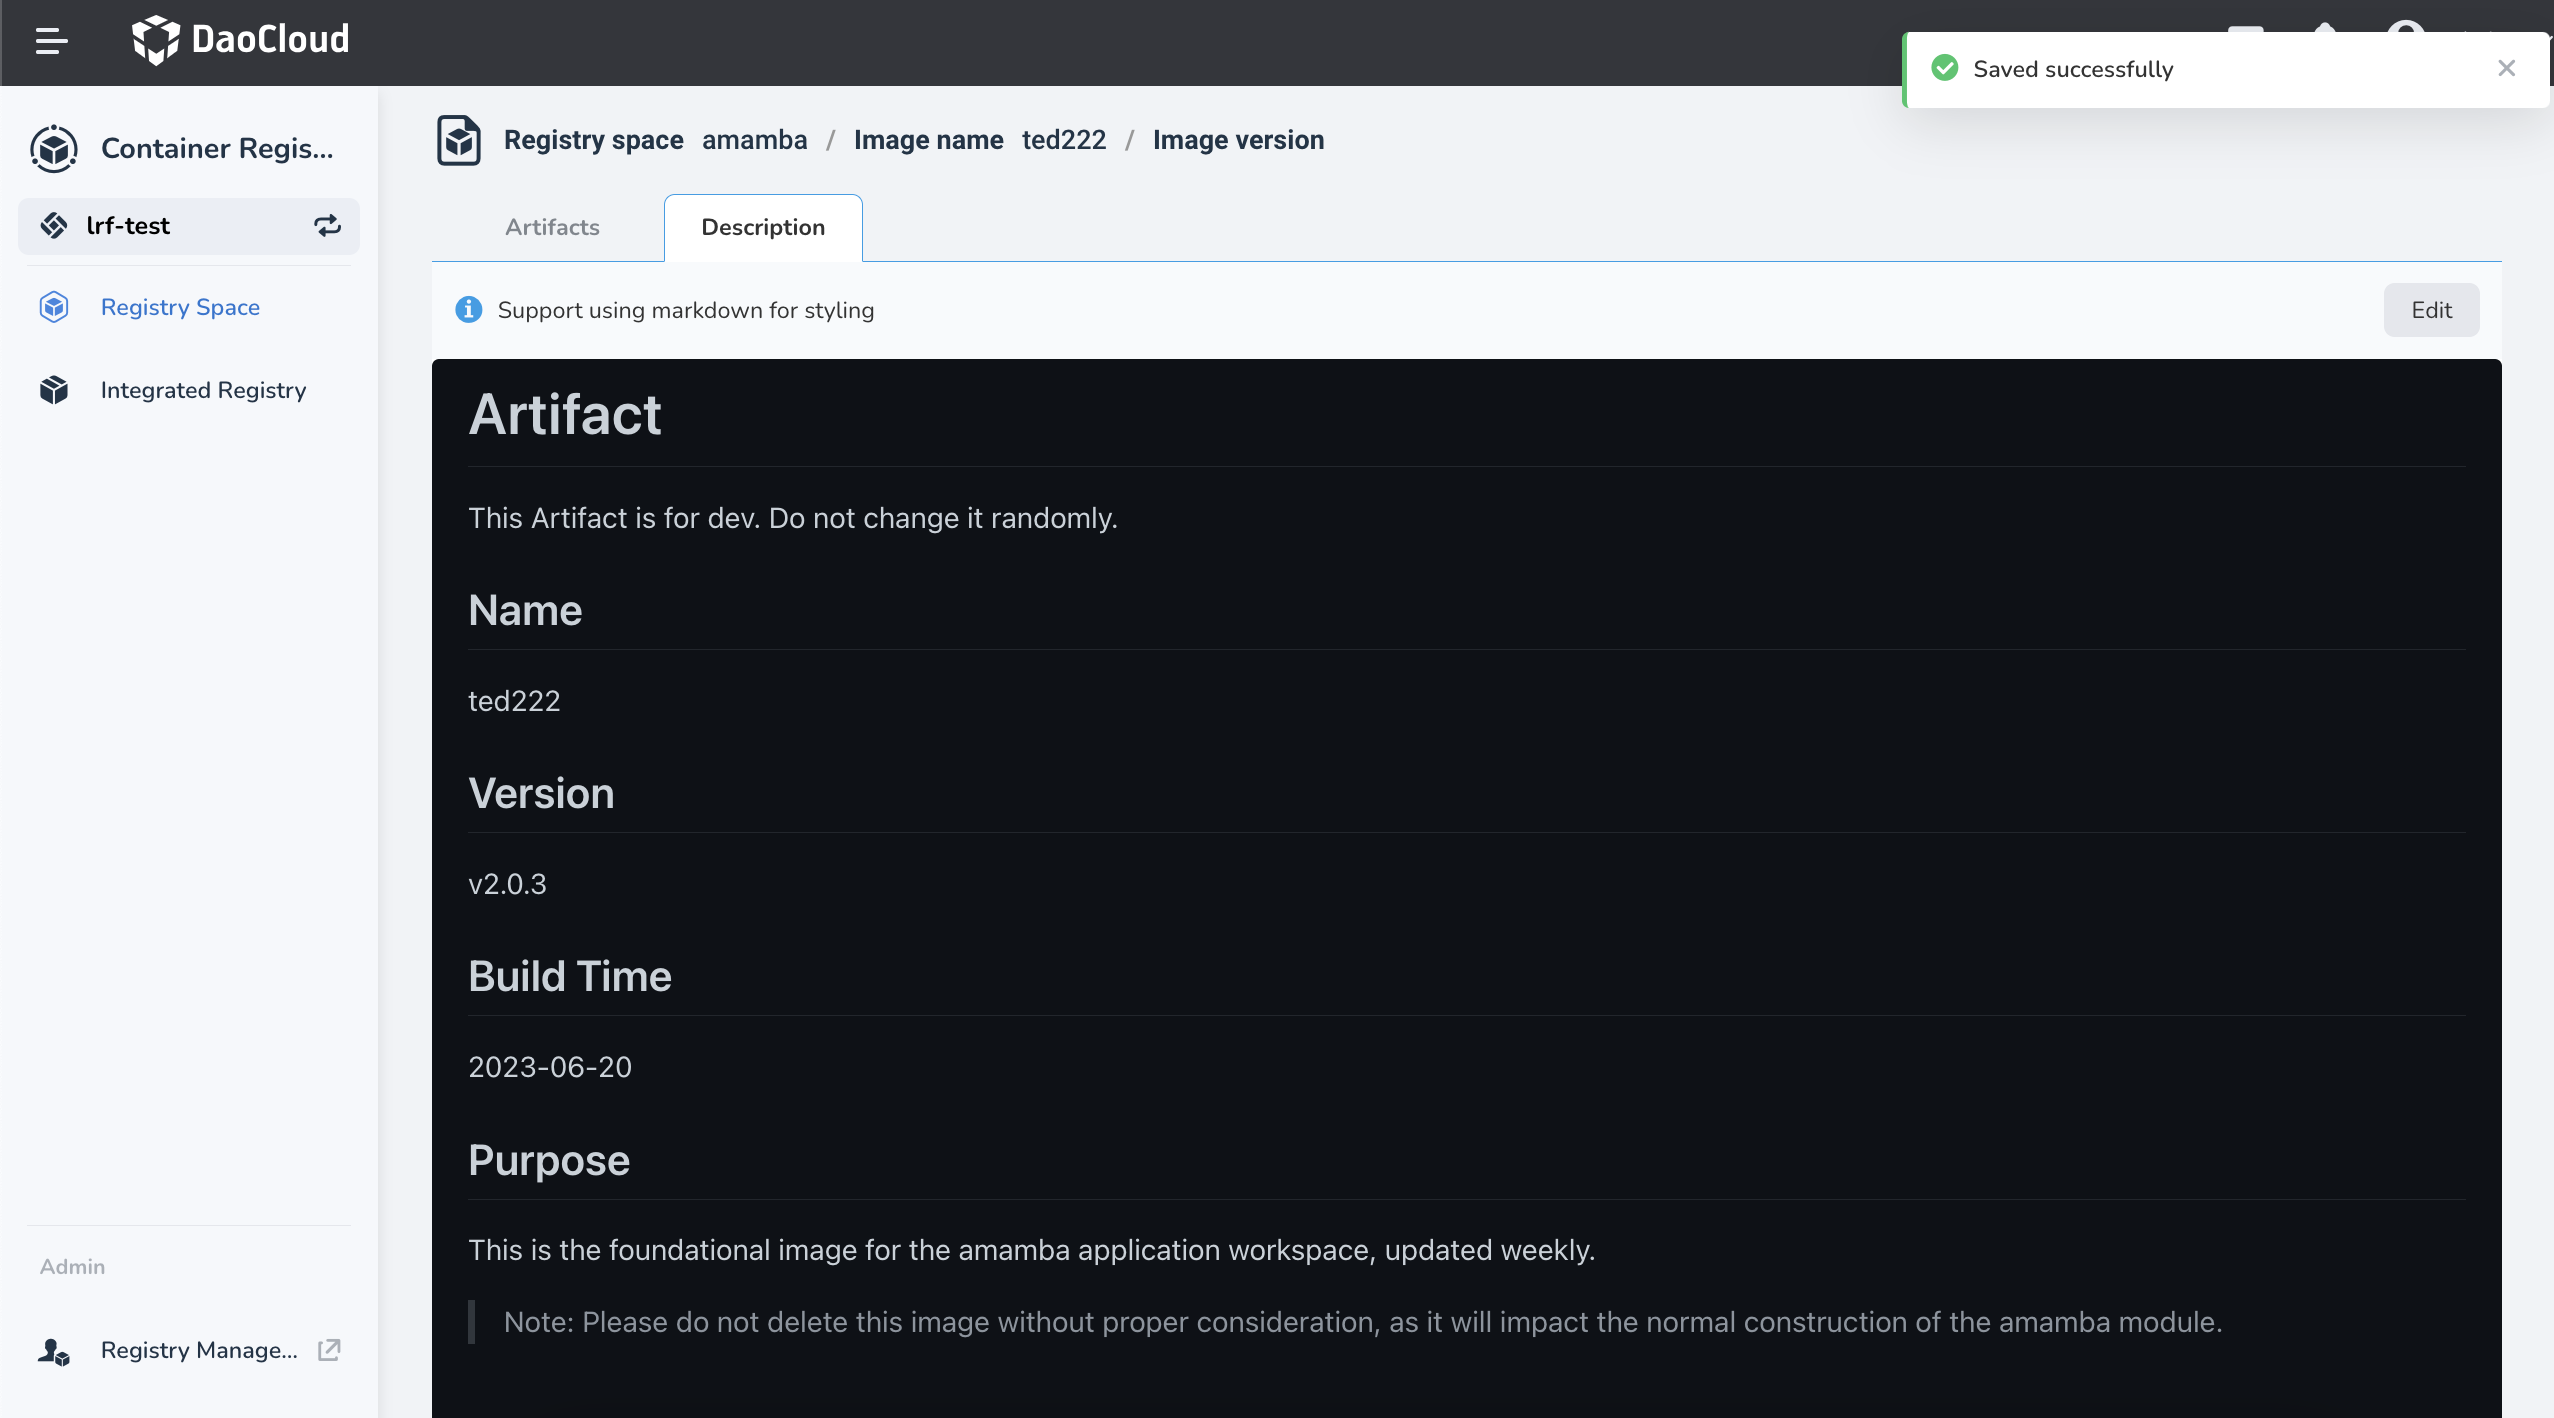 DaoCloud
Saved successfully
Container Regis...
lrf-test
Registry Space
Integrated Registry
Admin
Registry Manage...
Registry space amamba / Image name ted222 / Image version
Artifacts
Description
Support using markdown for styling
Edit
Artifact
This Artifact is for dev. Do not change it randomly.
Name
ted222
Version
v2.0.3
Build Time
2023-06-20
Purpose
This is the foundational image for the amamba application workspace, updated weekly.
Note: Please do not delete this image without proper consideration, as it will impact the normal construction of the amamba module.